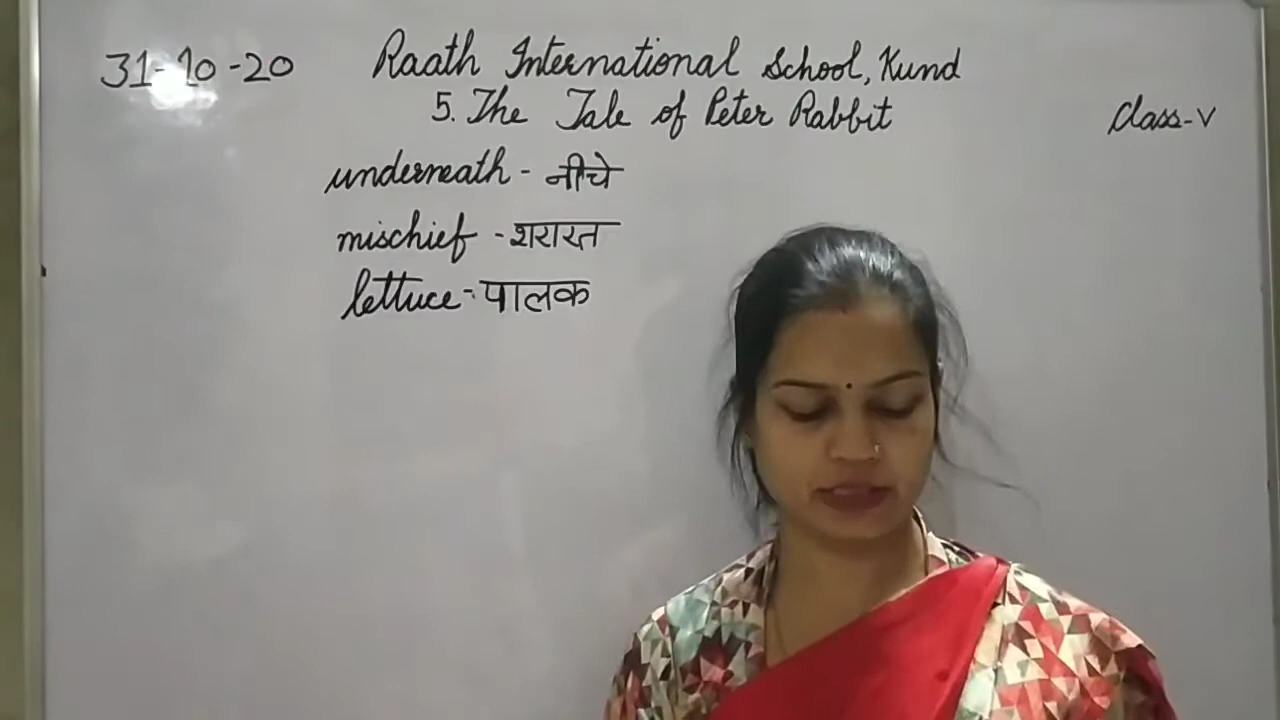 31-10-20 Raath International School, Kund
5. The Tale of Peter Rabbit Class-V
underneath - नीचे
mischief - शरारत
lettuce - पालक